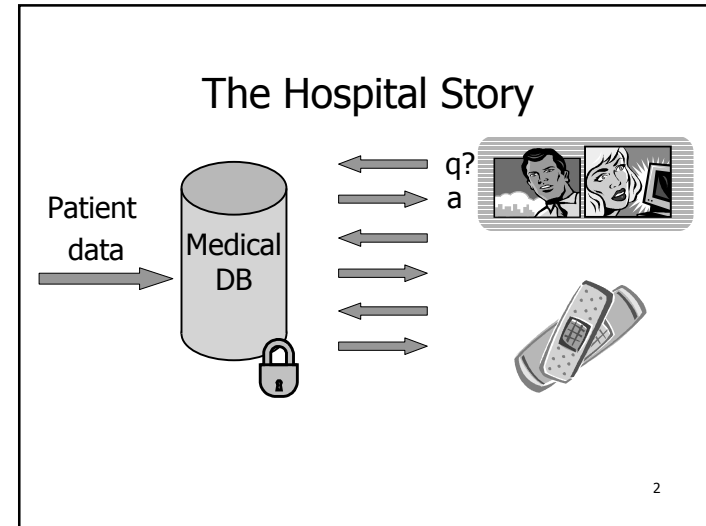 The Hospital Story
Patient
data
Medical
DB
q?
a
2